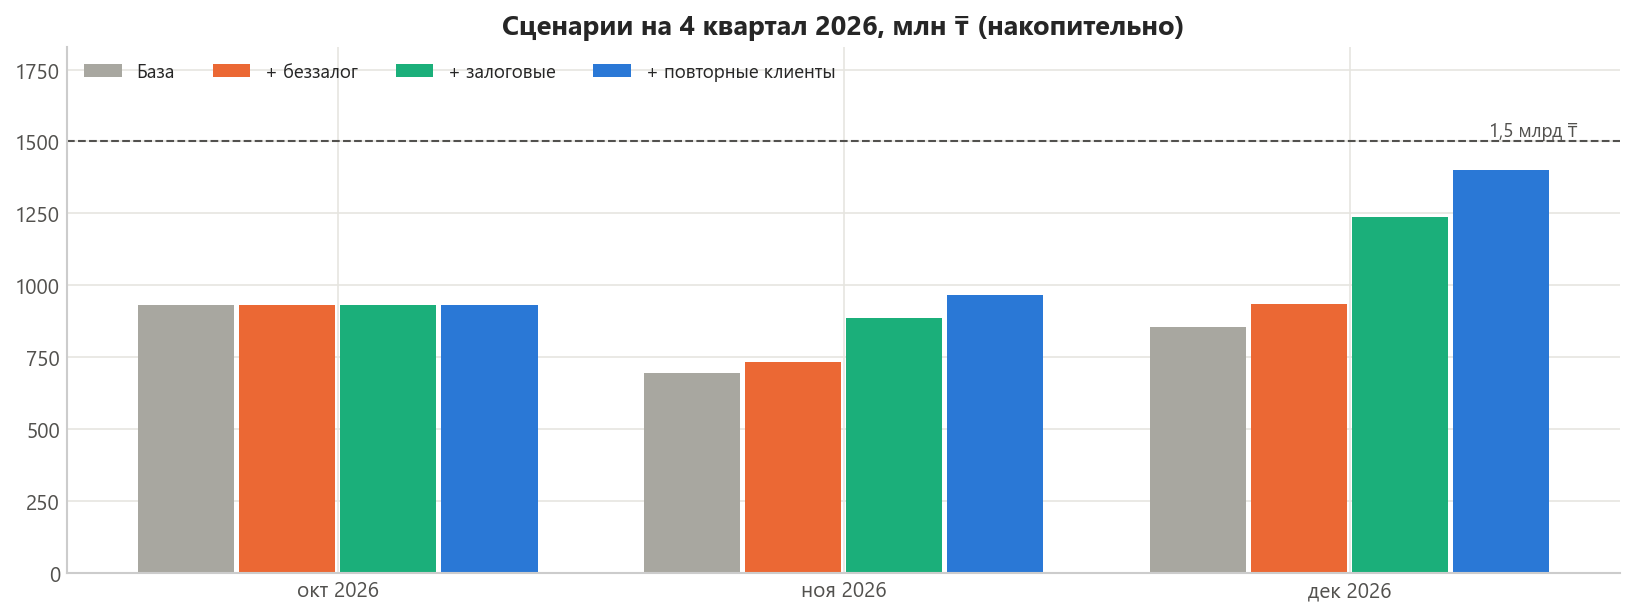 Сценарии на 4 квартал 2026, млн ₸ (накопительно)
База + беззалог + залоговые + повторные клиенты
1750
1,5 млрд ₸
1500
1250
1000
750
500
250
0
окт 2026 ноя 2026 дек 2026